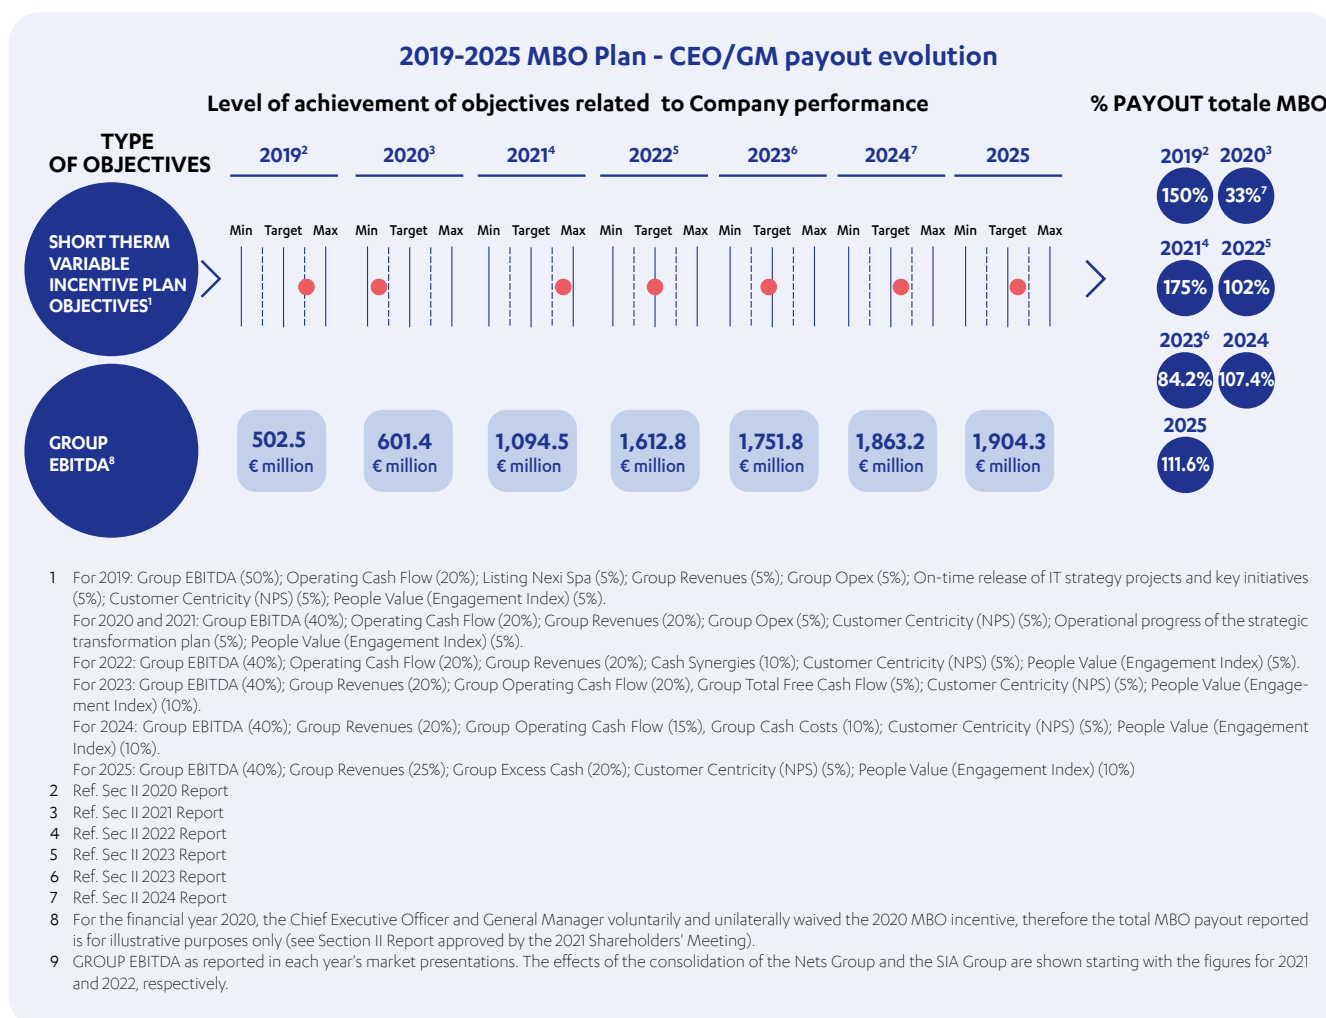 2019-2025 MBO Plan - CEO/GM payout evolution
Level of achievement of objectives related to Company performance
% PAYOUT totale MBO
TYPE
OF OBJECTIVES
2019² 2020³ 2021⁴ 2022⁵ 2023⁶ 2024⁷ 2025
SHORT THERM
VARIABLE
INCENTIVE PLAN
OBJECTIVES¹
Min Target Max Min Target Max Min Target Max Min Target Max Min Target Max Min Target Max Min Target Max
GROUP
EBITDA⁸
502.5 601.4 1,094.5 1,612.8 1,751.8 1,863.2 1,904.3
€ million € million € million € million € million € million € million
2019² 2020³
150% 33%⁷
2021⁴ 2022⁵
175% 102%
2023⁶ 2024
84.2% 107.4%
2025
111.6%
1 For 2019: Group EBITDA (50%); Operating Cash Flow (20%); Listing Nexi Spa (5%); Group Revenues (5%); Group Opex (5%); On-time release of IT strategy projects and key initiatives
(5%); Customer Centricity (NPS) (5%); People Value (Engagement Index) (5%).
For 2020 and 2021: Group EBITDA (40%); Operating Cash Flow (20%); Group Revenues (20%); Group Opex (5%); Customer Centricity (NPS) (5%); Operational progress of the strategic
transformation plan (5%); People Value (Engagement Index) (5%).
For 2022: Group EBITDA (40%); Operating Cash Flow (20%); Group Revenues (20%); Cash Synergies (10%); Customer Centricity (NPS) (5%); People Value (Engagement Index) (5%).
For 2023: Group EBITDA (40%); Group Revenues (20%); Group Operating Cash Flow (20%), Group Total Free Cash Flow (5%); Customer Centricity (NPS) (5%); People Value (Engage-
ment Index) (10%).
For 2024: Group EBITDA (40%); Group Revenues (20%); Group Operating Cash Flow (15%), Group Cash Costs (10%); Customer Centricity (NPS) (5%); People Value (Engagement
Index) (10%).
For 2025: Group EBITDA (40%); Group Revenues (25%); Group Excess Cash (20%); Customer Centricity (NPS) (5%); People Value (Engagement Index) (10%)
2 Ref. Sec II 2020 Report
3 Ref. Sec II 2021 Report
4 Ref. Sec II 2022 Report
5 Ref. Sec II 2023 Report
6 Ref. Sec II 2023 Report
7 Ref. Sec II 2024 Report
8 For the financial year 2020, the Chief Executive Officer and General Manager voluntarily and unilaterally waived the 2020 MBO incentive, therefore the total MBO payout reported
is for illustrative purposes only (see Section II Report approved by the 2021 Shareholders' Meeting).
9 GROUP EBITDA as reported in each year's market presentations. The effects of the consolidation of the Nets Group and the SIA Group are shown starting with the figures for 2021
and 2022, respectively.